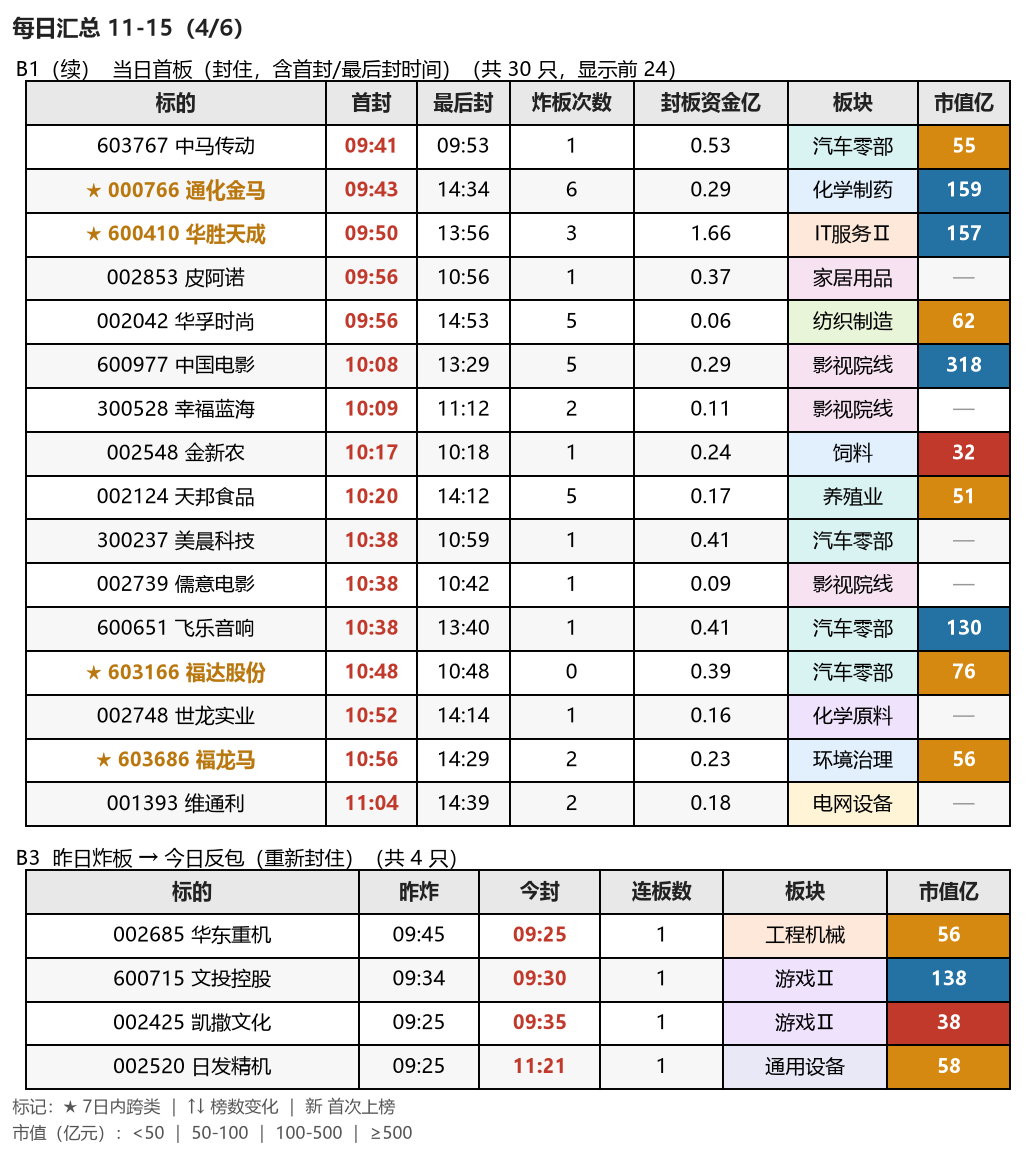 每日汇总 11-15（4/6）
B1（续） 当日首板（封住，含首封/最后封时间）（共 30 只，显示前 24）
标的 首封 最后封 炸板次数 封板资金亿 板块 市值亿
603767 中马传动 09:41 09:53 1 0.53 汽车零部 55
★ 000766 通化金马 09:43 14:34 6 0.29 化学制药 159
★ 600410 华胜天成 09:50 13:56 3 1.66 IT服务Ⅱ 157
002853 皮阿诺 09:56 10:56 1 0.37 家居用品 —
002042 华孚时尚 09:56 14:53 5 0.06 纺织制造 62
600977 中国电影 10:08 13:29 5 0.29 影视院线 318
300528 幸福蓝海 10:09 11:12 2 0.11 影视院线 —
002548 金新农 10:17 10:18 1 0.24 饲料 32
002124 天邦食品 10:20 14:12 5 0.17 养殖业 51
300237 美晨科技 10:38 10:59 1 0.41 汽车零部 —
002739 儒意电影 10:38 10:42 1 0.09 影视院线 —
600651 飞乐音响 10:38 13:40 1 0.41 汽车零部 130
★ 603166 福达股份 10:48 10:48 0 0.39 汽车零部 76
002748 世龙实业 10:52 14:14 1 0.16 化学原料 —
★ 603686 福龙马 10:56 14:29 2 0.23 环境治理 56
001393 维通利 11:04 14:39 2 0.18 电网设备 —
B3 昨日炸板 → 今日反包（重新封住）（共 4 只）
标的 昨炸 今封 连板数 板块 市值亿
002685 华东重机 09:45 09:25 1 工程机械 56
600715 文投控股 09:34 09:30 1 游戏Ⅱ 138
002425 凯撒文化 09:25 09:35 1 游戏Ⅱ 38
002520 日发精机 09:25 11:21 1 通用设备 58
标记：★ 7日内跨类 | ↑↓ 榜数变化 | 新 首次上榜
市值（亿元）：<50 | 50-100 | 100-500 | ≥500